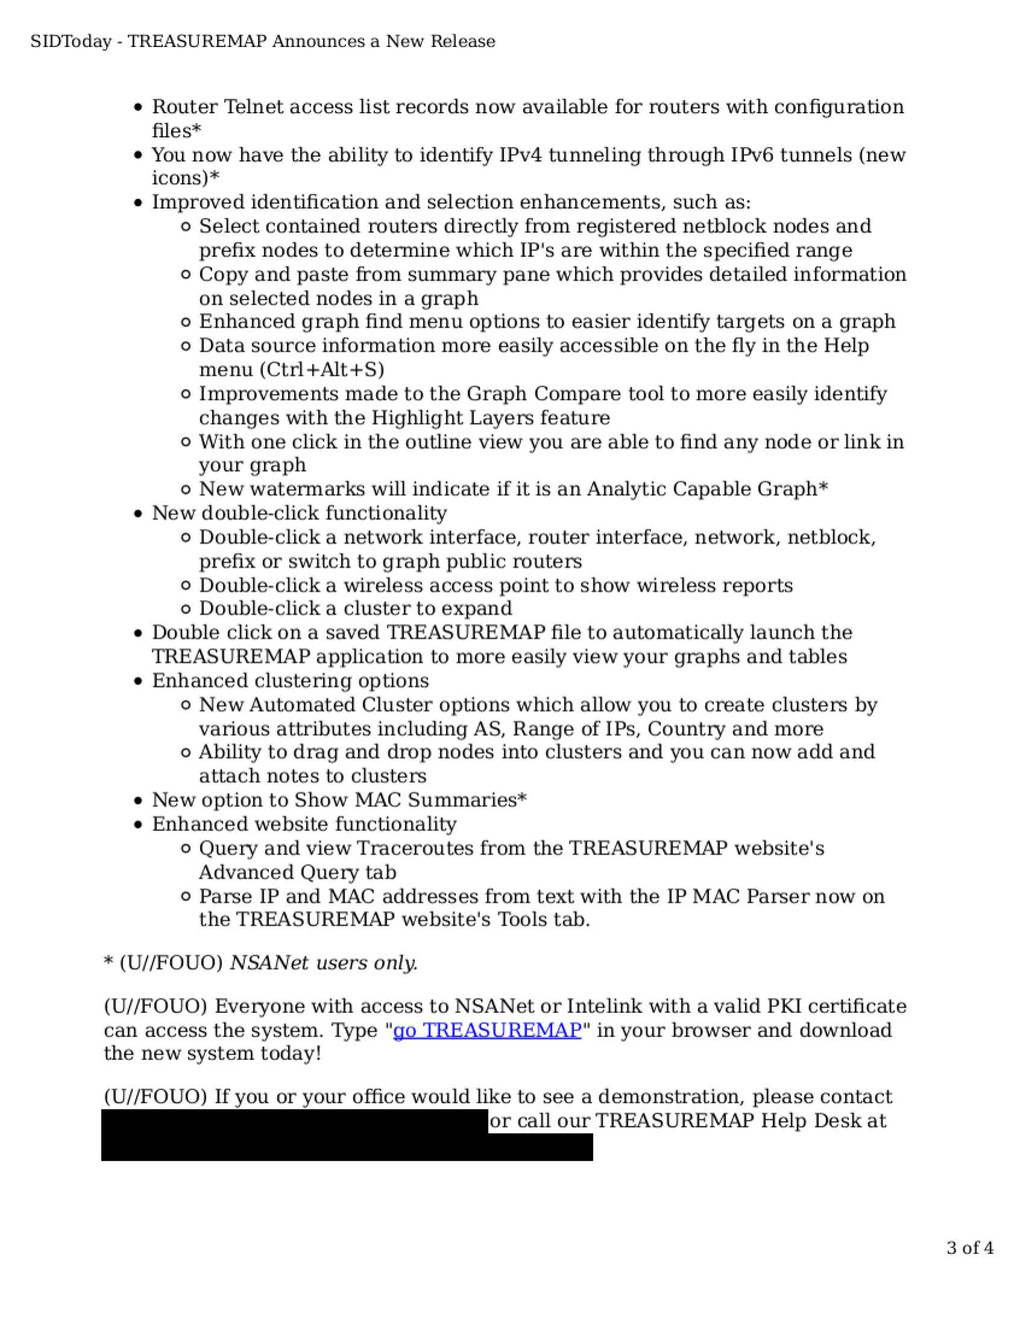 SIDToday - TREASUREMAP Announces a New Release
• Router Telnet access list records now available for routers with configuration
files*
• You now have the ability to identify IPv4 tunneling through IPv6 tunnels (new
icons)*
• Improved identification and selection enhancements, such as:
◦ Select contained routers directly from registered netblock nodes and
prefix nodes to determine which IP's are within the specified range
◦ Copy and paste from summary pane which provides detailed information
on selected nodes in a graph
◦ Enhanced graph find menu options to easier identify targets on a graph
◦ Data source information more easily accessible on the fly in the Help
menu (Ctrl+Alt+S)
◦ Improvements made to the Graph Compare tool to more easily identify
changes with the Highlight Layers feature
◦ With one click in the outline view you are able to find any node or link in
your graph
◦ New watermarks will indicate if it is an Analytic Capable Graph*
• New double-click functionality
◦ Double-click a network interface, router interface, network, netblock,
prefix or switch to graph public routers
◦ Double-click a wireless access point to show wireless reports
◦ Double-click a cluster to expand
• Double click on a saved TREASUREMAP file to automatically launch the
TREASUREMAP application to more easily view your graphs and tables
• Enhanced clustering options
◦ New Automated Cluster options which allow you to create clusters by
various attributes including AS, Range of IPs, Country and more
◦ Ability to drag and drop nodes into clusters and you can now add and
attach notes to clusters
• New option to Show MAC Summaries*
• Enhanced website functionality
◦ Query and view Traceroutes from the TREASUREMAP website's
Advanced Query tab
◦ Parse IP and MAC addresses from text with the IP MAC Parser now on
the TREASUREMAP website's Tools tab.
* (U//FOUO) NSANet users only.
(U//FOUO) Everyone with access to NSANet or Intelink with a valid PKI certificate
can access the system. Type "go TREASUREMAP" in your browser and download
the new system today!
(U//FOUO) If you or your office would like to see a demonstration, please contact
or call our TREASUREMAP Help Desk at
3 of 4